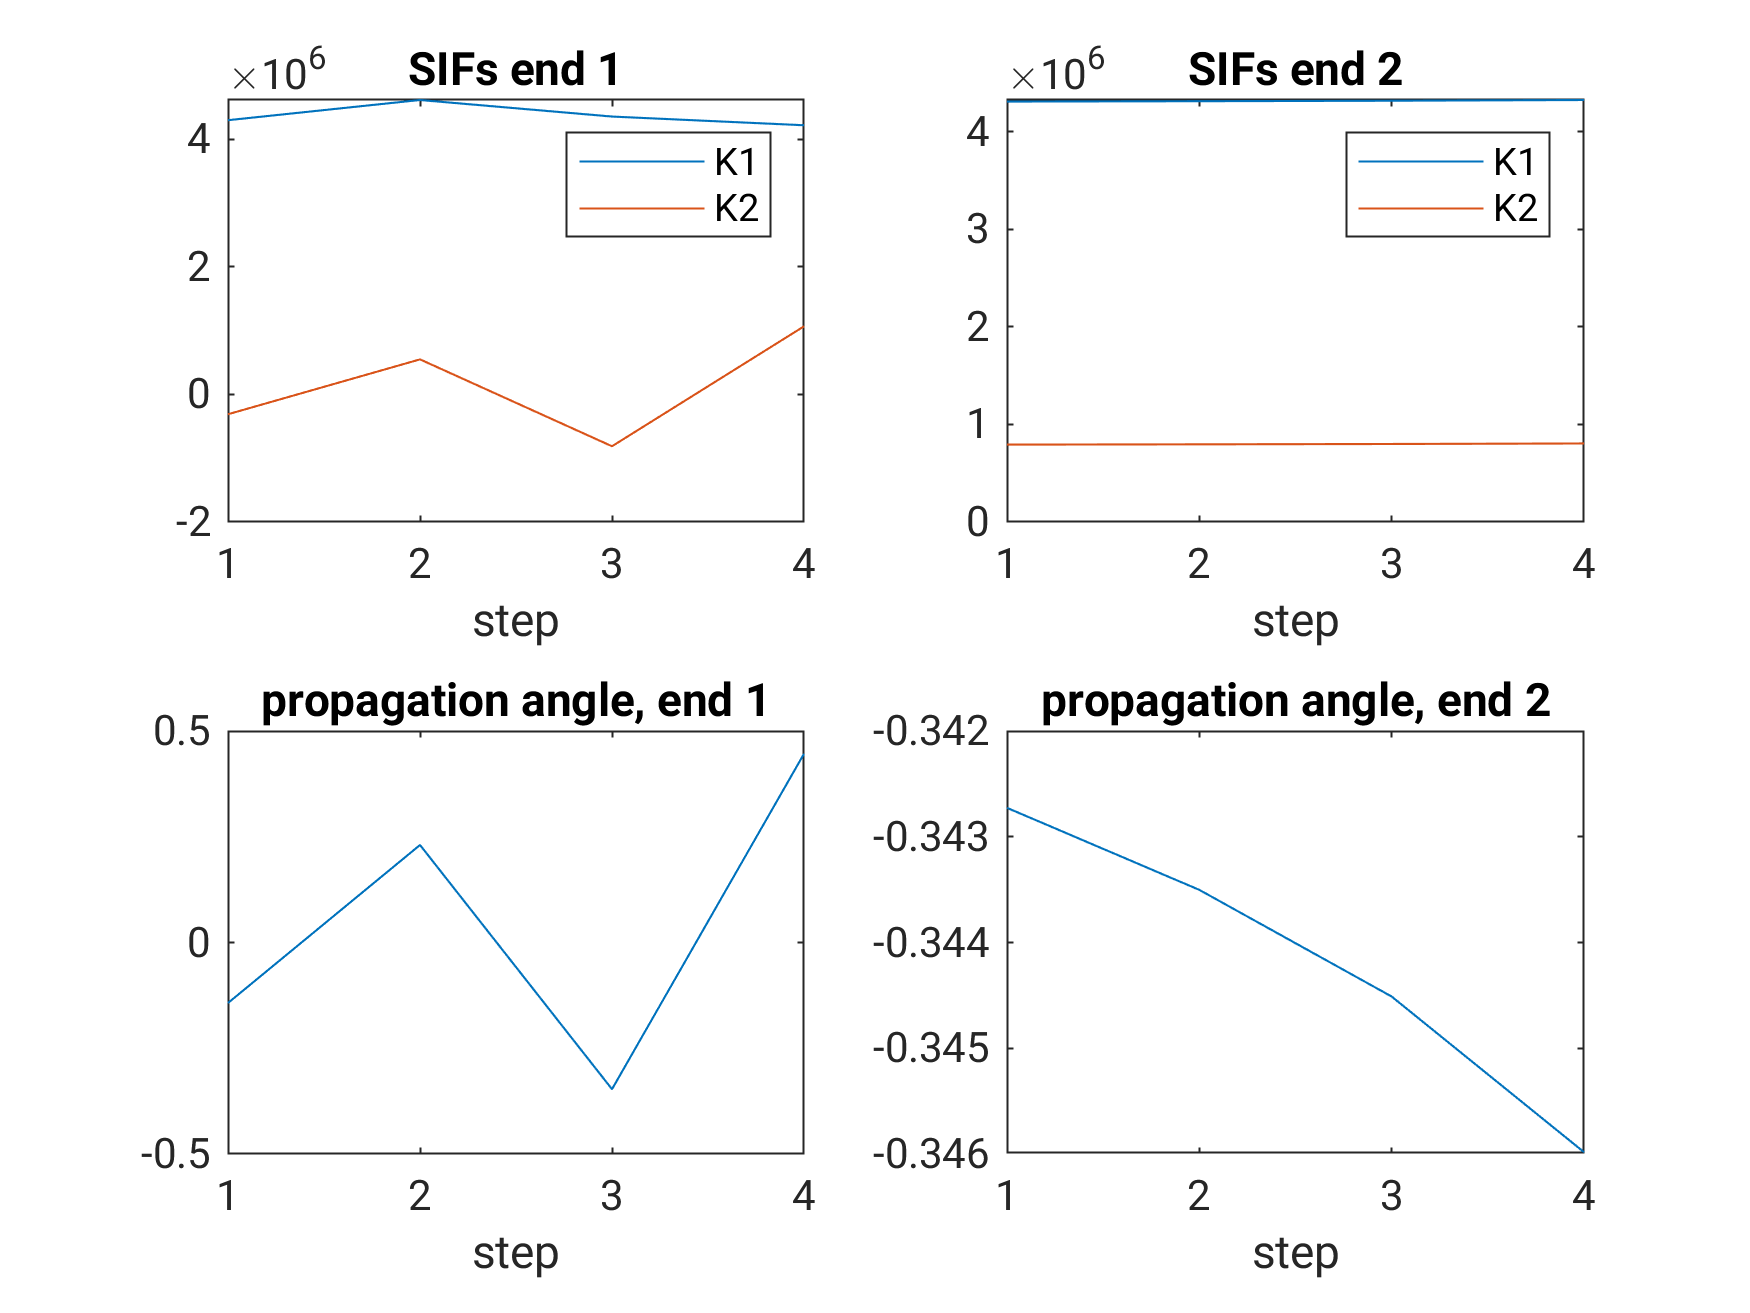 SIFs end 1
×10^6
4
2
0
-2
1 2 3 4
step
K1
K2
SIFs end 2
×10^6
4
3
2
1
0
1 2 3 4
step
K1
K2
propagation angle, end 1
0.5
0
-0.5
1 2 3 4
step
propagation angle, end 2
-0.342
-0.343
-0.344
-0.345
-0.346
1 2 3 4
step